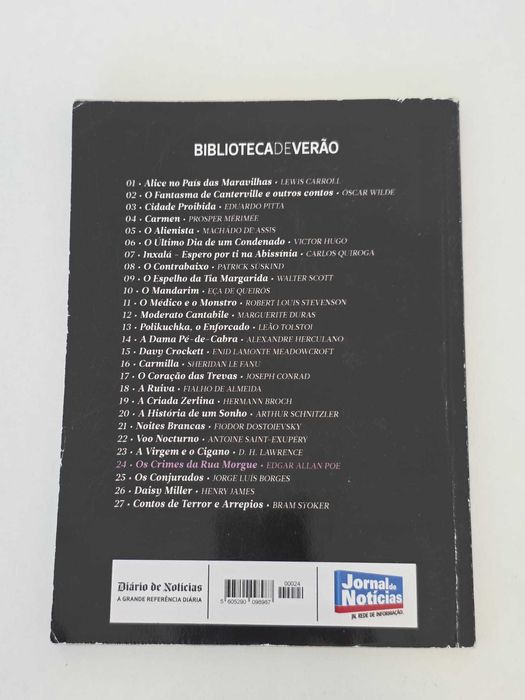 BIBLIOTECADEVERÃO
01 • Alice no País das Maravilhas • LEWIS CARROLL
02 • O Fantasma de Canterville e outros contos • ÓSCAR WILDE
03 • Cidade Proibida • EDUARDO PITTA
04 • Carmen • PROSPER MÉRIMÉE
05 • O Alienista • MACHADO DE ASSIS
06 • O Último Dia de um Condenado • VICTOR HUGO
07 • Inxalá - Espero por ti na Abissínia • CARLOS QUIROGA
08 • O Contrabaixo • PATRICK SUSKIND
09 • O Espelho da Tia Margarida • WALTER SCOTT
10 • O Mandarim • EÇA DE QUEIRÓS
11 • O Médico e o Monstro • ROBERT LOUIS STEVENSON
12 • Moderato Cantabile • MARGUERITE DURAS
13 • Polikuchka, o Enforcado • LEÃO TOLSTOI
14 • A Dama Pé-de-Cabra • ALEXANDRE HERCULANO
15 • Davy Crockett • ENID LAMONTE MEADOWCROFT
16 • Carmilla • SHERIDAN LE FANU
17 • O Coração das Trevas • JOSEPH CONRAD
18 • A Ruiva • FIALHO DE ALMEIDA
19 • A Criada Zerlina • HERMANN BROCH
20 • A História de um Sonho • ARTHUR SCHNITZLER
21 • Noites Brancas • FIODOR DOSTOIEVSKY
22 • Voo Nocturno • ANTOINE SAINT-EXUPÉRY
23 • A Virgem e o Cigano • D. H. LAWRENCE
24 • Os Crimes da Rua Morgue • EDGAR ALLAN POE
25 • Os Conjurados • JORGE LUIS BORGES
26 • Daisy Miller • HENRY JAMES
27 • Contos de Terror e Arrepios • BRAM STOKER
Diário de Notícias
A GRANDE REFERÊNCIA DIÁRIA
00024
5 605290 098967
Jornal de
Notícias
JN, REDE DE INFORMAÇÃO.